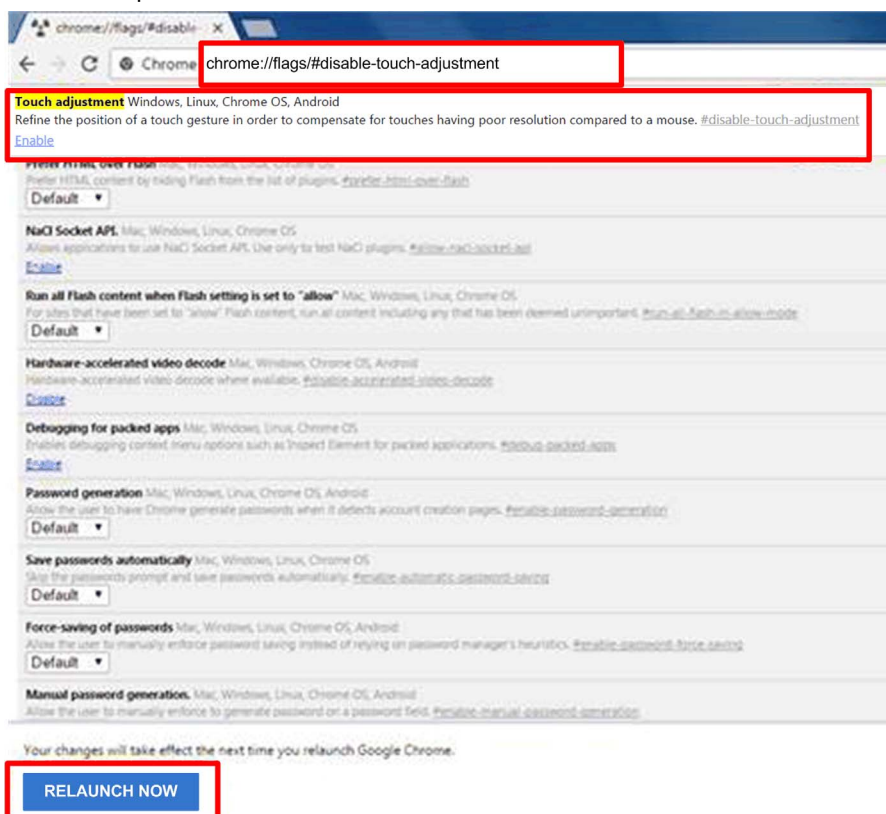 chrome://flags/#disable-
Chrome chrome://flags/#disable-touch-adjustment
Touch adjustment Windows, Linux, Chrome OS, Android
Refine the position of a touch gesture in order to compensate for touches having poor resolution compared to a mouse. #disable-touch-adjustment
Enable
Prefer HTML over Flash Mac, Windows, Linux, Chrome OS
Prefer HTML content by hiding Flash from the list of plugins. #prefer-html-over-flash
Default
NaCl Socket API. Mac, Windows, Linux, Chrome OS
Allows applications to use NaCl Socket API. Use only to test NaCl plugins. #allow-nacl-socket-api
Enable
Run all Flash content when Flash setting is set to "allow" Mac, Windows, Linux, Chrome OS
For sites that have been set to "allow" Flash content, run all content including any that has been deemed unimportant. #run-all-flash-in-allow-mode
Default
Hardware-accelerated video decode Mac, Windows, Chrome OS, Android
Hardware-accelerated video decode where available. #disable-accelerated-video-decode
Disable
Debugging for packed apps Mac, Windows, Linux, Chrome OS
Enables debugging context menu options such as Inspect Element for packed applications. #debug-packed-apps
Enable
Password generation Mac, Windows, Linux, Chrome OS, Android
Allow the user to have Chrome generate passwords when it detects account creation pages. #enable-password-generation
Default
Save passwords automatically Mac, Windows, Linux, Chrome OS
Skip the passwords prompt and save passwords automatically. #enable-automatic-password-saving
Default
Force-saving of passwords Mac, Windows, Linux, Chrome OS, Android
Allow the user to manually enforce password saving instead of relying on password manager's heuristics. #enable-password-force-saving
Default
Manual password generation. Mac, Windows, Linux, Chrome OS, Android
Allow the user to manually enforce to generate password on a password field. #enable-manual-password-generation
Your changes will take effect the next time you relaunch Google Chrome.
RELAUNCH NOW